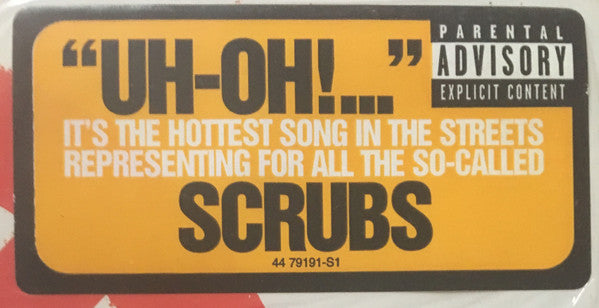 PARENTAL
ADVISORY
EXPLICIT CONTENT
"UH-OH!..."
IT'S THE HOTTEST SONG IN THE STREETS
REPRESENTING FOR ALL THE SO-CALLED
SCRUBS
44 79191-S1